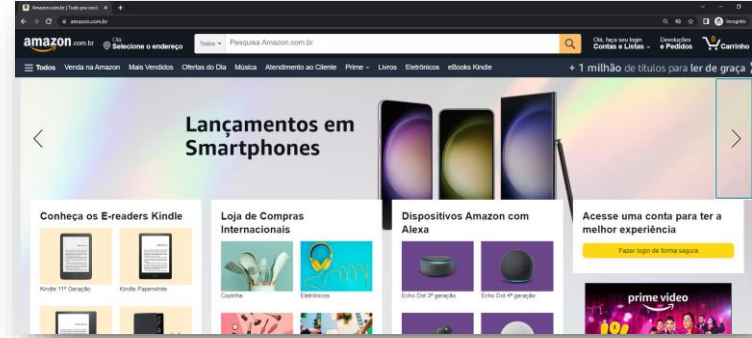 Amazon.com.br | Tudo pra você
amazon.com.br
Incognito
amazon.com.br
Olá
Selecione o endereço
Todos
Pesquisa Amazon.com.br
Olá, faça seu login
Contas e Listas
Devoluções
e Pedidos
0
Carrinho
Todos Venda na Amazon Mais Vendidos Ofertas do Dia Música Atendimento ao Cliente Prime Livros Eletrônicos eBooks Kindle
+ 1 milhão de títulos para ler de graça
Lançamentos em
Smartphones
Conheça os E-readers Kindle
Kindle 11ª Geração
Kindle Paperwhite
Loja de Compras
Internacionais
Cozinha
Eletrônicos
Dispositivos Amazon com
Alexa
Echo Dot 3ª geração
Echo Dot 4ª geração
Acesse uma conta para ter a
melhor experiência
Fazer login de forma segura
prime video